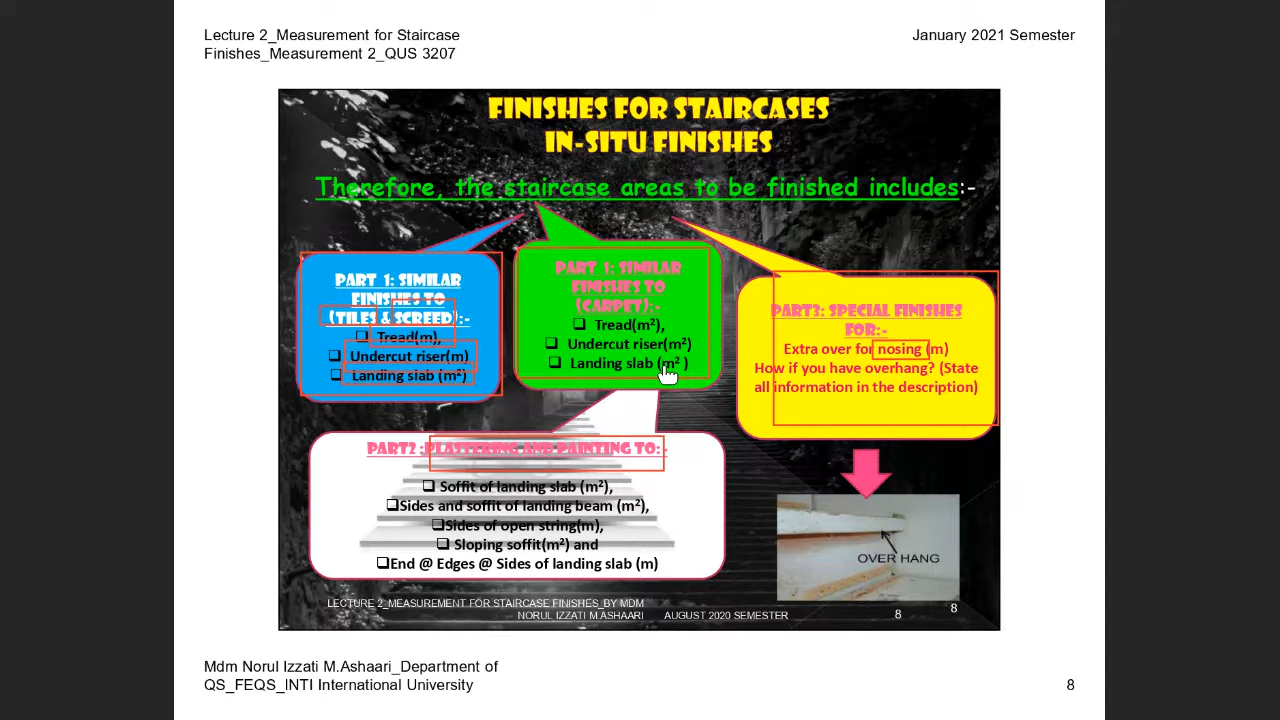 Lecture 2_Measurement for Staircase
Finishes_Measurement 2_QUS 3207
January 2021 Semester
FINISHES FOR STAIRCASES
IN-SITU FINISHES
Therefore, the staircase areas to be finished includes:-
PART 1: SIMILAR
FINISHES TO
(TILES & SCREED):-
❑ Tread(m),
❑ Undercut riser(m)
❑ Landing slab (m²)
PART 1: SIMILAR
FINISHES TO
(CARPET):-
❑ Tread(m²),
❑ Undercut riser(m²)
❑ Landing slab (m² )
PART3: SPECIAL FINISHES
FOR:-
Extra over for nosing (m)
How if you have overhang? (State
all information in the description)
PART2 :PLASTERING AND PAINTING TO:-
❑ Soffit of landing slab (m²),
❑Sides and soffit of landing beam (m²),
❑Sides of open string(m),
❑ Sloping soffit(m²) and
❑End @ Edges @ Sides of landing slab (m)
OVER HANG
LECTURE 2_MEASUREMENT FOR STAIRCASE FINISHES_BY MDM
NORUL IZZATI M.ASHAARI
AUGUST 2020 SEMESTER
8
8
Mdm Norul Izzati M.Ashaari_Department of
QS_FEQS_INTI International University
8